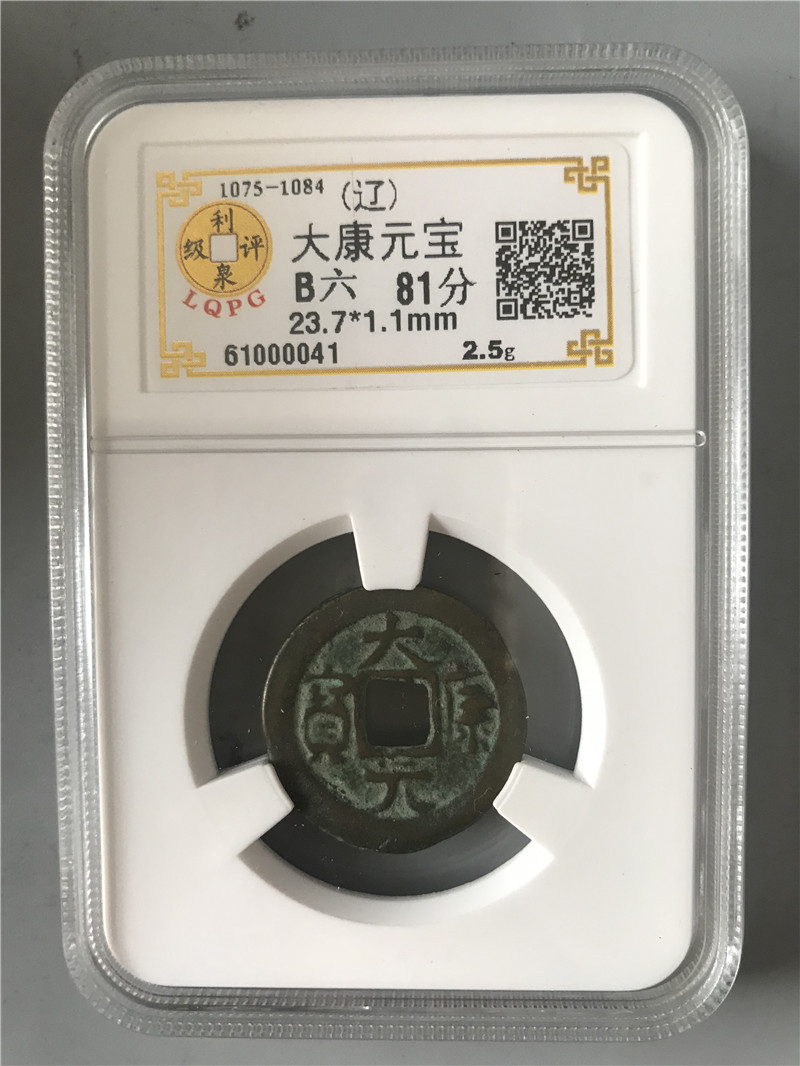 1075-1084 (辽)
利泉评级
LQPG
大康元宝
B六 81分
23.7*1.1mm
61000041 2.5g
大康元寳